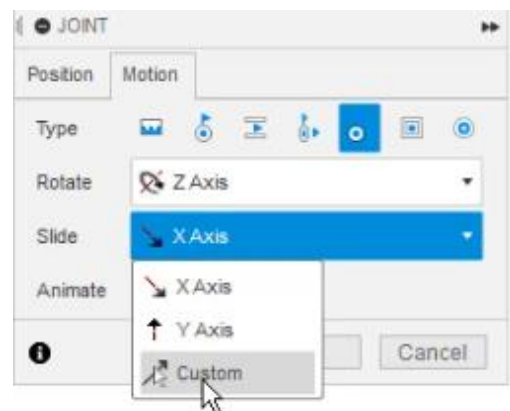 JOINT
Position Motion
Type
Rotate Z Axis
Slide X Axis
Animate X Axis
Y Axis
Custom
Cancel